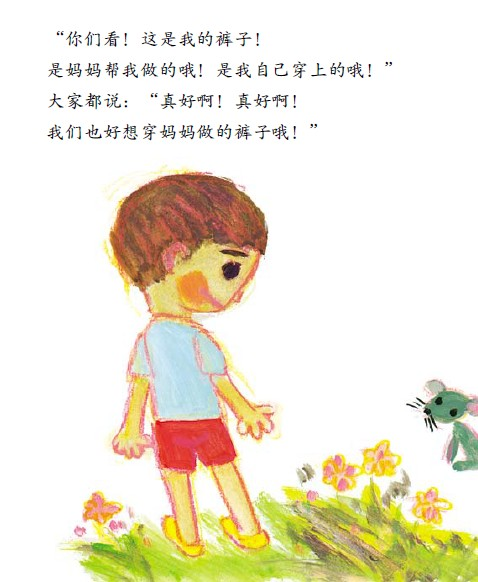 “你们看！这是我的裤子！
是妈妈帮我做的哦！是我自己穿上的哦！”
大家都说：“真好啊！真好啊！
我们也好想穿妈妈做的裤子哦！”